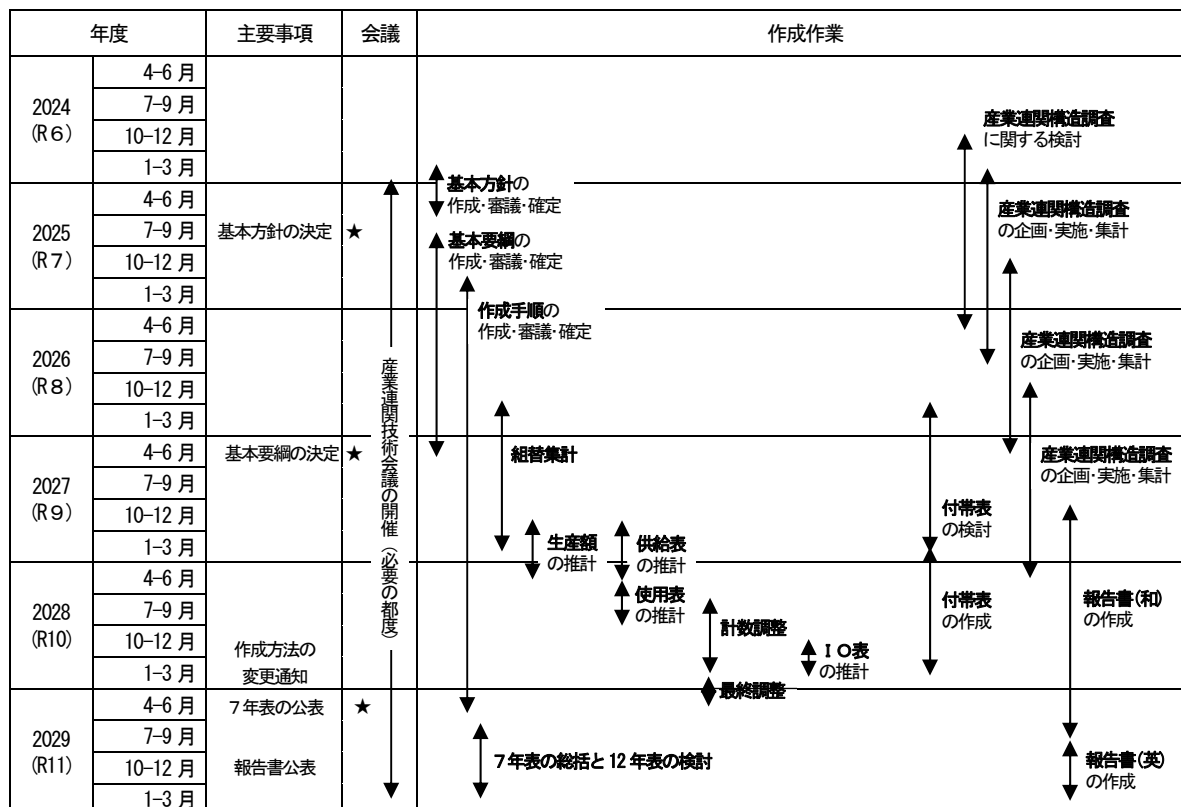 年度 主要事項 会議 作成作業
2024
(R6)
4-6月
7-9月
10-12月
1-3月
産業連関構造調査
に関する検討
2025
(R7)
4-6月
7-9月 基本方針の決定 ★
10-12月
1-3月
基本方針の
作成・審議・確定
基本要綱の
作成・審議・確定
作成手順の
作成・審議・確定
産業連関構造調査
の企画・実施・集計
2026
(R8)
4-6月
7-9月
10-12月
1-3月
産業連関技術会議の開催（必要の都度）
産業連関構造調査
の企画・実施・集計
2027
(R9)
4-6月 基本要綱の決定 ★
7-9月
10-12月
1-3月
組替集計
産業連関構造調査
の企画・実施・集計
生産額
の推計
供給表
の推計
付帯表
の検討
2028
(R10)
4-6月
7-9月
10-12月
1-3月
作成方法の
変更通知
使用表
の推計
計数調整
ＩＯ表
の推計
付帯表
の作成
報告書(和)
の作成
最終調整
2029
(R11)
4-6月 ７年表の公表 ★
7-9月
10-12月 報告書公表
1-3月
７年表の総括と12年表の検討
報告書(英)
の作成